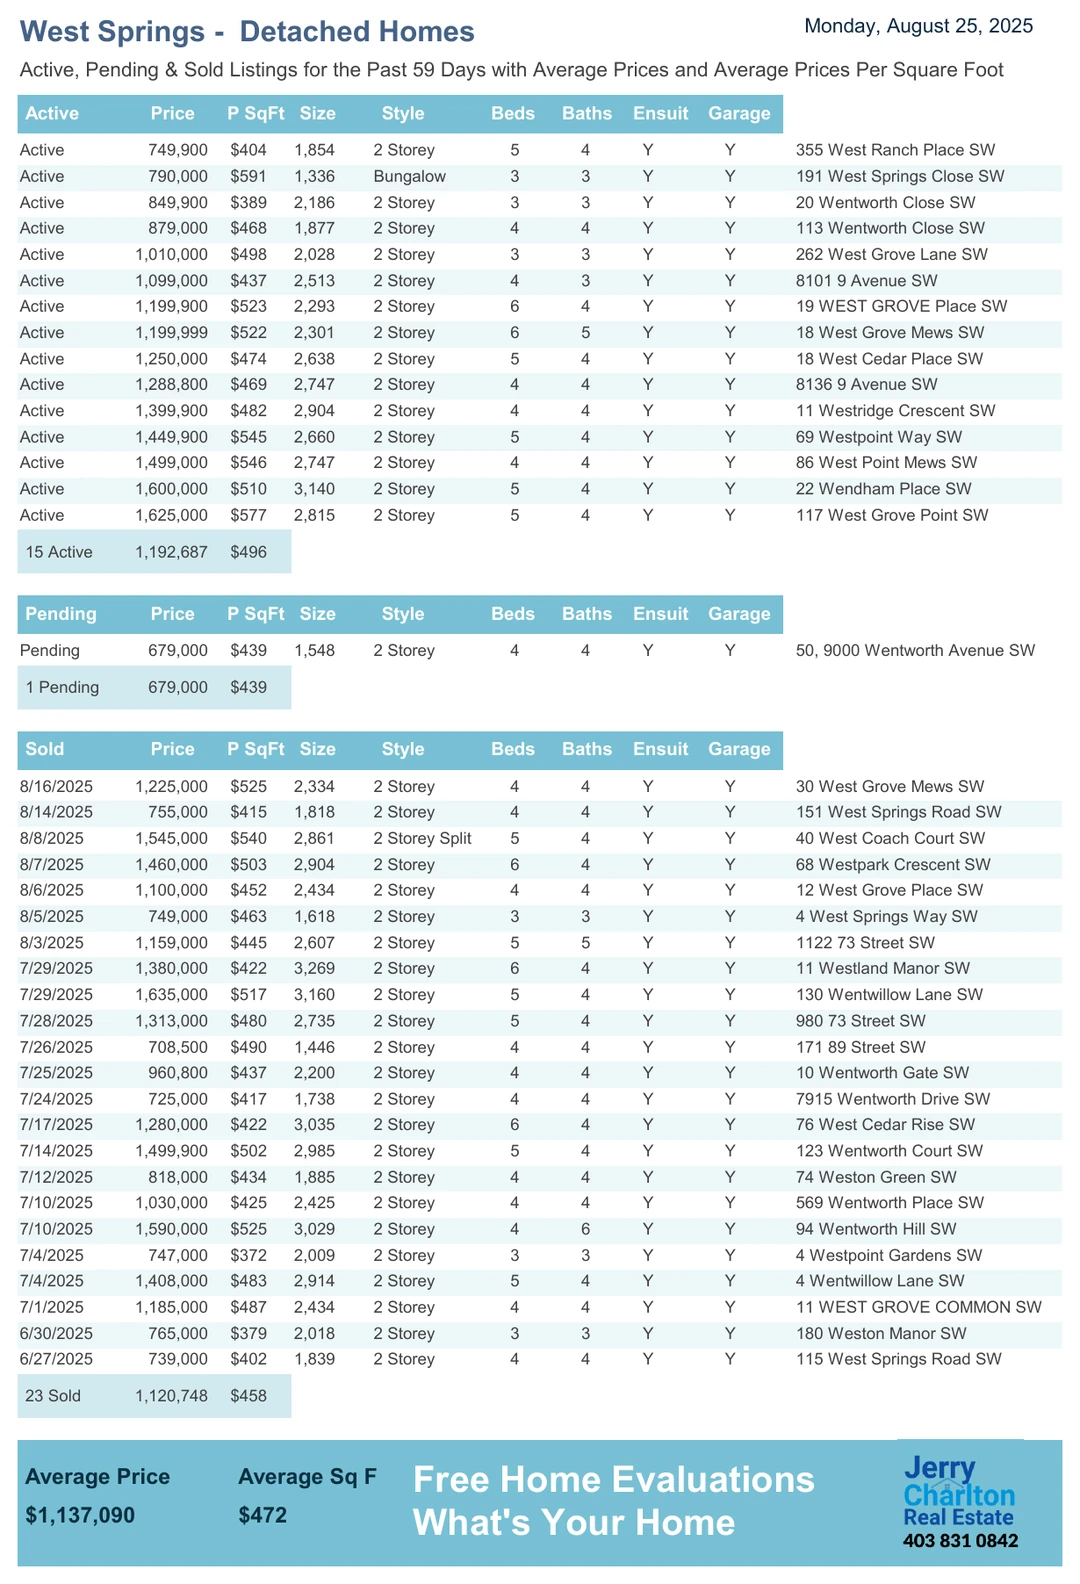 West Springs - Detached Homes
Monday, August 25, 2025
Active, Pending & Sold Listings for the Past 59 Days with Average Prices and Average Prices Per Square Foot
Active Price P SqFt Size Style Beds Baths Ensuit Garage
Active 749,900 $404 1,854 2 Storey 5 4 Y Y 355 West Ranch Place SW
Active 790,000 $591 1,336 Bungalow 3 3 Y Y 191 West Springs Close SW
Active 849,900 $389 2,186 2 Storey 3 3 Y Y 20 Wentworth Close SW
Active 879,000 $468 1,877 2 Storey 4 4 Y Y 113 Wentworth Close SW
Active 1,010,000 $498 2,028 2 Storey 3 3 Y Y 262 West Grove Lane SW
Active 1,099,000 $437 2,513 2 Storey 4 3 Y Y 8101 9 Avenue SW
Active 1,199,900 $523 2,293 2 Storey 6 4 Y Y 19 WEST GROVE Place SW
Active 1,199,999 $522 2,301 2 Storey 6 5 Y Y 18 West Grove Mews SW
Active 1,250,000 $474 2,638 2 Storey 5 4 Y Y 18 West Cedar Place SW
Active 1,288,800 $469 2,747 2 Storey 4 4 Y Y 8136 9 Avenue SW
Active 1,399,900 $482 2,904 2 Storey 4 4 Y Y 11 Westridge Crescent SW
Active 1,449,900 $545 2,660 2 Storey 5 4 Y Y 69 Westpoint Way SW
Active 1,499,000 $546 2,747 2 Storey 4 4 Y Y 86 West Point Mews SW
Active 1,600,000 $510 3,140 2 Storey 5 4 Y Y 22 Wendham Place SW
Active 1,625,000 $577 2,815 2 Storey 5 4 Y Y 117 West Grove Point SW
15 Active 1,192,687 $496
Pending Price P SqFt Size Style Beds Baths Ensuit Garage
Pending 679,000 $439 1,548 2 Storey 4 4 Y Y 50, 9000 Wentworth Avenue SW
1 Pending 679,000 $439
Sold Price P SqFt Size Style Beds Baths Ensuit Garage
8/16/2025 1,225,000 $525 2,334 2 Storey 4 4 Y Y 30 West Grove Mews SW
8/14/2025 755,000 $415 1,818 2 Storey 4 4 Y Y 151 West Springs Road SW
8/8/2025 1,545,000 $540 2,861 2 Storey Split 5 4 Y Y 40 West Coach Court SW
8/7/2025 1,460,000 $503 2,904 2 Storey 6 4 Y Y 68 Westpark Crescent SW
8/6/2025 1,100,000 $452 2,434 2 Storey 4 4 Y Y 12 West Grove Place SW
8/5/2025 749,000 $463 1,618 2 Storey 3 3 Y Y 4 West Springs Way SW
8/3/2025 1,159,000 $445 2,607 2 Storey 5 5 Y Y 1122 73 Street SW
7/29/2025 1,380,000 $422 3,269 2 Storey 6 4 Y Y 11 Westland Manor SW
7/29/2025 1,635,000 $517 3,160 2 Storey 5 4 Y Y 130 Wentwillow Lane SW
7/28/2025 1,313,000 $480 2,735 2 Storey 5 4 Y Y 980 73 Street SW
7/26/2025 708,500 $490 1,446 2 Storey 4 4 Y Y 171 89 Street SW
7/25/2025 960,800 $437 2,200 2 Storey 4 4 Y Y 10 Wentworth Gate SW
7/24/2025 725,000 $417 1,738 2 Storey 4 4 Y Y 7915 Wentworth Drive SW
7/17/2025 1,280,000 $422 3,035 2 Storey 6 4 Y Y 76 West Cedar Rise SW
7/14/2025 1,499,900 $502 2,985 2 Storey 5 4 Y Y 123 Wentworth Court SW
7/12/2025 818,000 $434 1,885 2 Storey 4 4 Y Y 74 Weston Green SW
7/10/2025 1,030,000 $425 2,425 2 Storey 4 4 Y Y 569 Wentworth Place SW
7/10/2025 1,590,000 $525 3,029 2 Storey 4 6 Y Y 94 Wentworth Hill SW
7/4/2025 747,000 $372 2,009 2 Storey 3 3 Y Y 4 Westpoint Gardens SW
7/4/2025 1,408,000 $483 2,914 2 Storey 5 4 Y Y 4 Wentwillow Lane SW
7/1/2025 1,185,000 $487 2,434 2 Storey 4 4 Y Y 11 WEST GROVE COMMON SW
6/30/2025 765,000 $379 2,018 2 Storey 3 3 Y Y 180 Weston Manor SW
6/27/2025 739,000 $402 1,839 2 Storey 4 4 Y Y 115 West Springs Road SW
23 Sold 1,120,748 $458
Average Price Average Sq F
$1,137,090 $472
Free Home Evaluations
What's Your Home
Jerry
Charlton
Real Estate
403 831 0842